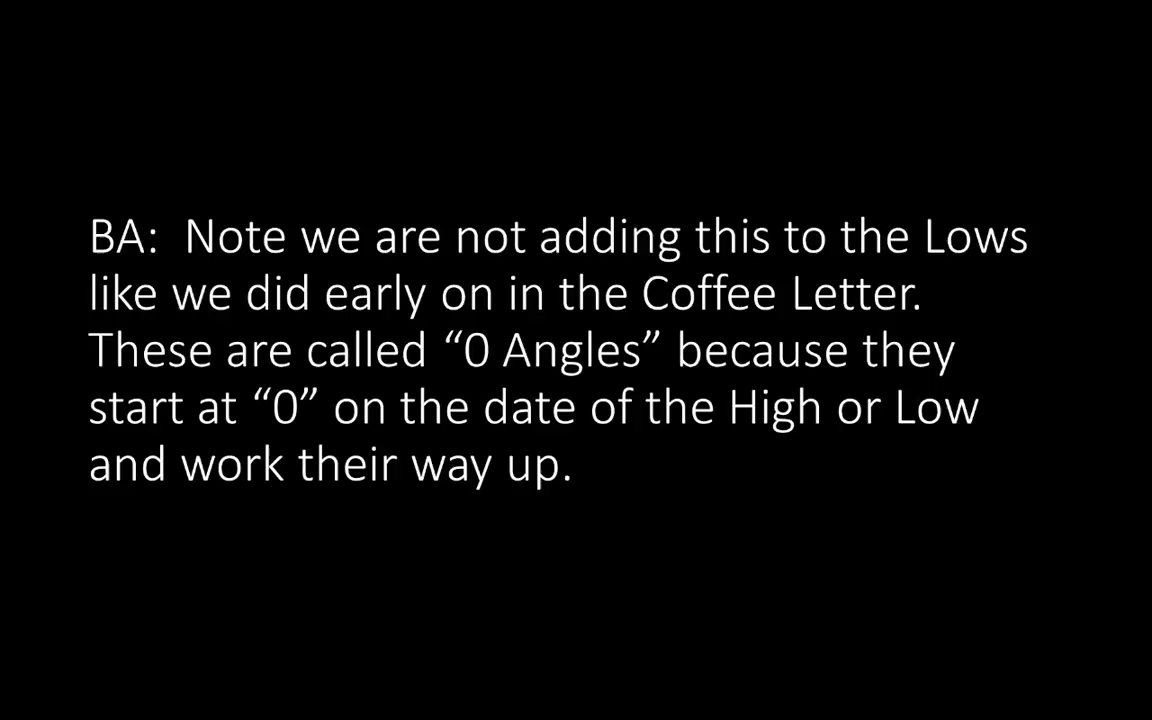 BA:  Note we are not adding this to the Lows
like we did early on in the Coffee Letter.
These are called “0 Angles” because they
start at “0” on the date of the High or Low
and work their way up.